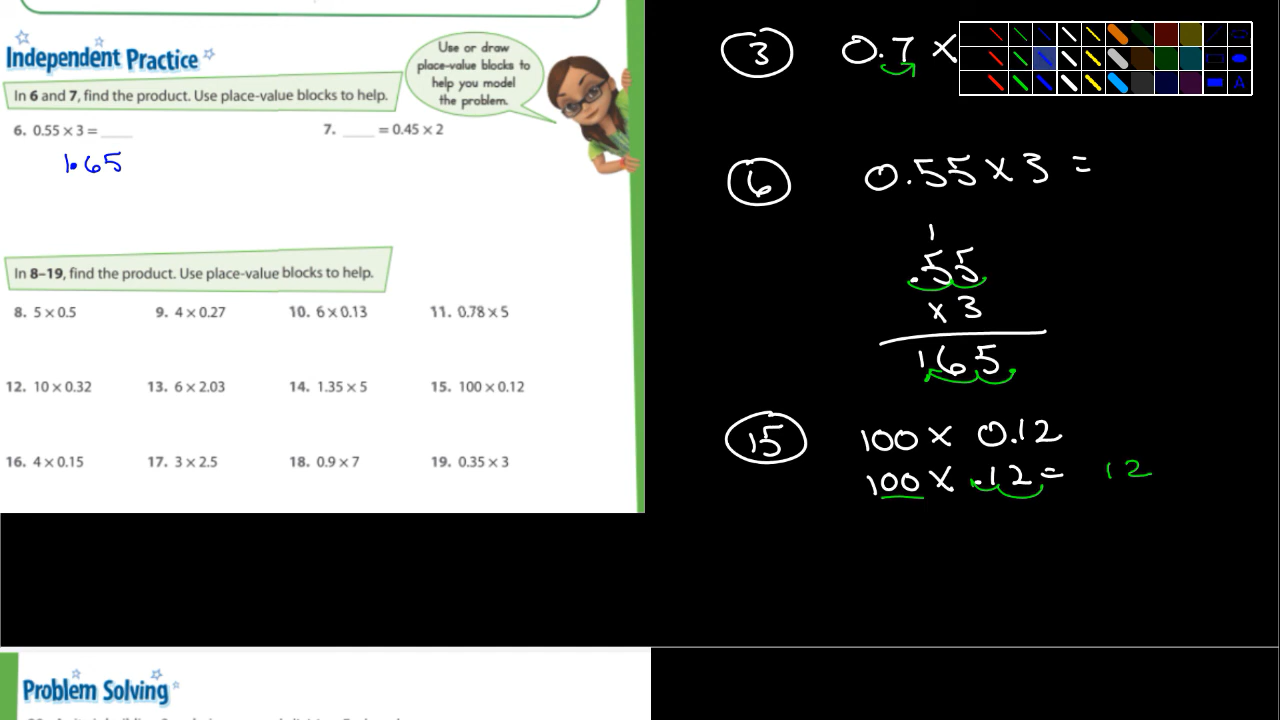 Independent Practice
Use or draw
place-value blocks to
help you model
the problem.
In 6 and 7, find the product. Use place-value blocks to help.
6. 0.55 × 3 = ____
7. ____ = 0.45 × 2
1.65
In 8–19, find the product. Use place-value blocks to help.
8. 5 × 0.5
9. 4 × 0.27
10. 6 × 0.13
11. 0.78 × 5
12. 10 × 0.32
13. 6 × 2.03
14. 1.35 × 5
15. 100 × 0.12
16. 4 × 0.15
17. 3 × 2.5
18. 0.9 × 7
19. 0.35 × 3
Problem Solving
3 0.7 ×
A
6 0.55 × 3 =
1
.55
× 3
165
15 100 × 0.12
100 × .12 = 12